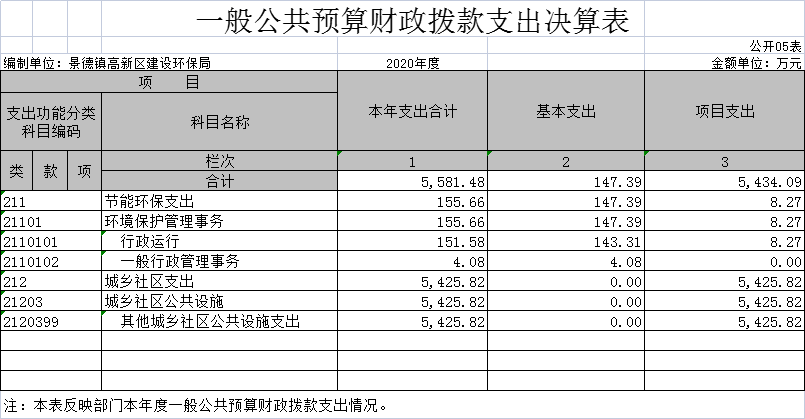 一般公共预算财政拨款支出决算表
公开05表
编制单位：景德镇高新区建设环保局 2020年度 金额单位：万元
项 目 本年支出合计 基本支出 项目支出
支出功能分类科目编码 科目名称
类 款 项 栏次 1 2 3
合计 5,581.48 147.39 5,434.09
211 节能环保支出 155.66 147.39 8.27
21101 环境保护管理事务 155.66 147.39 8.27
2110101 行政运行 151.58 143.31 8.27
2110102 一般行政管理事务 4.08 4.08 0.00
212 城乡社区支出 5,425.82 0.00 5,425.82
21203 城乡社区公共设施 5,425.82 0.00 5,425.82
2120399 其他城乡社区公共设施支出 5,425.82 0.00 5,425.82
注：本表反映部门本年度一般公共预算财政拨款支出情况。